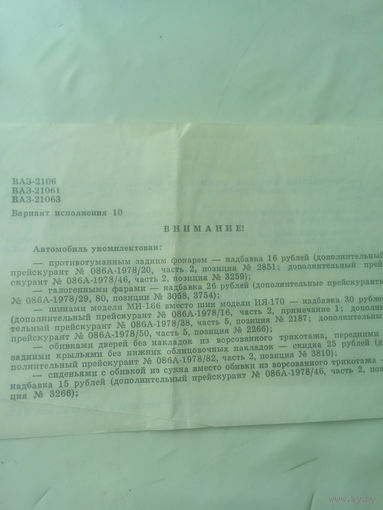 ВАЗ-2106
ВАЗ-21061
ВАЗ-21063
Вариант исполнения 10
ВНИМАНИЕ!
Автомобиль укомплектован:
— противотуманным задним фонарем — надбавка 16 рублей (дополнительный
прейскурант № 086А-1978/20, часть 2, позиция № 2851; дополнительный прей-
скурант № 086А-1978/46, часть 2, позиция № 3259);
— галогенными фарами — надбавка 26 рублей (дополнительные прейскуранты
№ 086А-1978/29, 80, позиции № 3058, 3754);
— шинами модели МИ-166 вместо шин модели ИЯ-170 — надбавка 30 рублей
(дополнительный прейскурант № 086А-1978/16, часть 2, примечание 1; дополни-
тельный прейскурант № 086А-1978/38, часть 5, позиция № 2187; дополнительный
прейскурант № 086А-1978/50, часть 5, позиция № 2266);
— обивками дверей без накладок из ворсованного трикотажа, передними и
задними крыльями без нижних облицовочных накладок — скидка 25 рублей (до-
полнительный прейскурант № 086А-1978/82, часть 2, позиция № 3810);
— сиденьями с обивкой из сукна вместо обивки из ворсованного трикотажа —
надбавка 15 рублей (дополнительный прейскурант № 086А-1978/46, часть 2, пози-
ция № 3266);